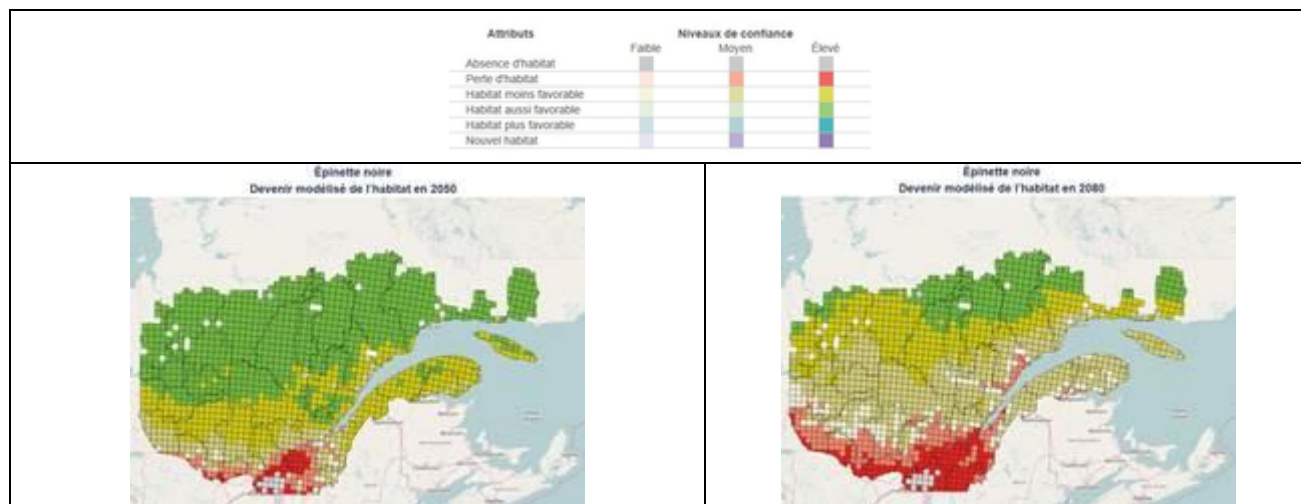 Attributs Niveaux de confiance
Faible Moyen Élevé
Absence d'habitat
Perte d'habitat
Habitat moins favorable
Habitat aussi favorable
Habitat plus favorable
Nouvel habitat
Épinette noire
Devenir modélisé de l'habitat en 2050
Épinette noire
Devenir modélisé de l'habitat en 2080